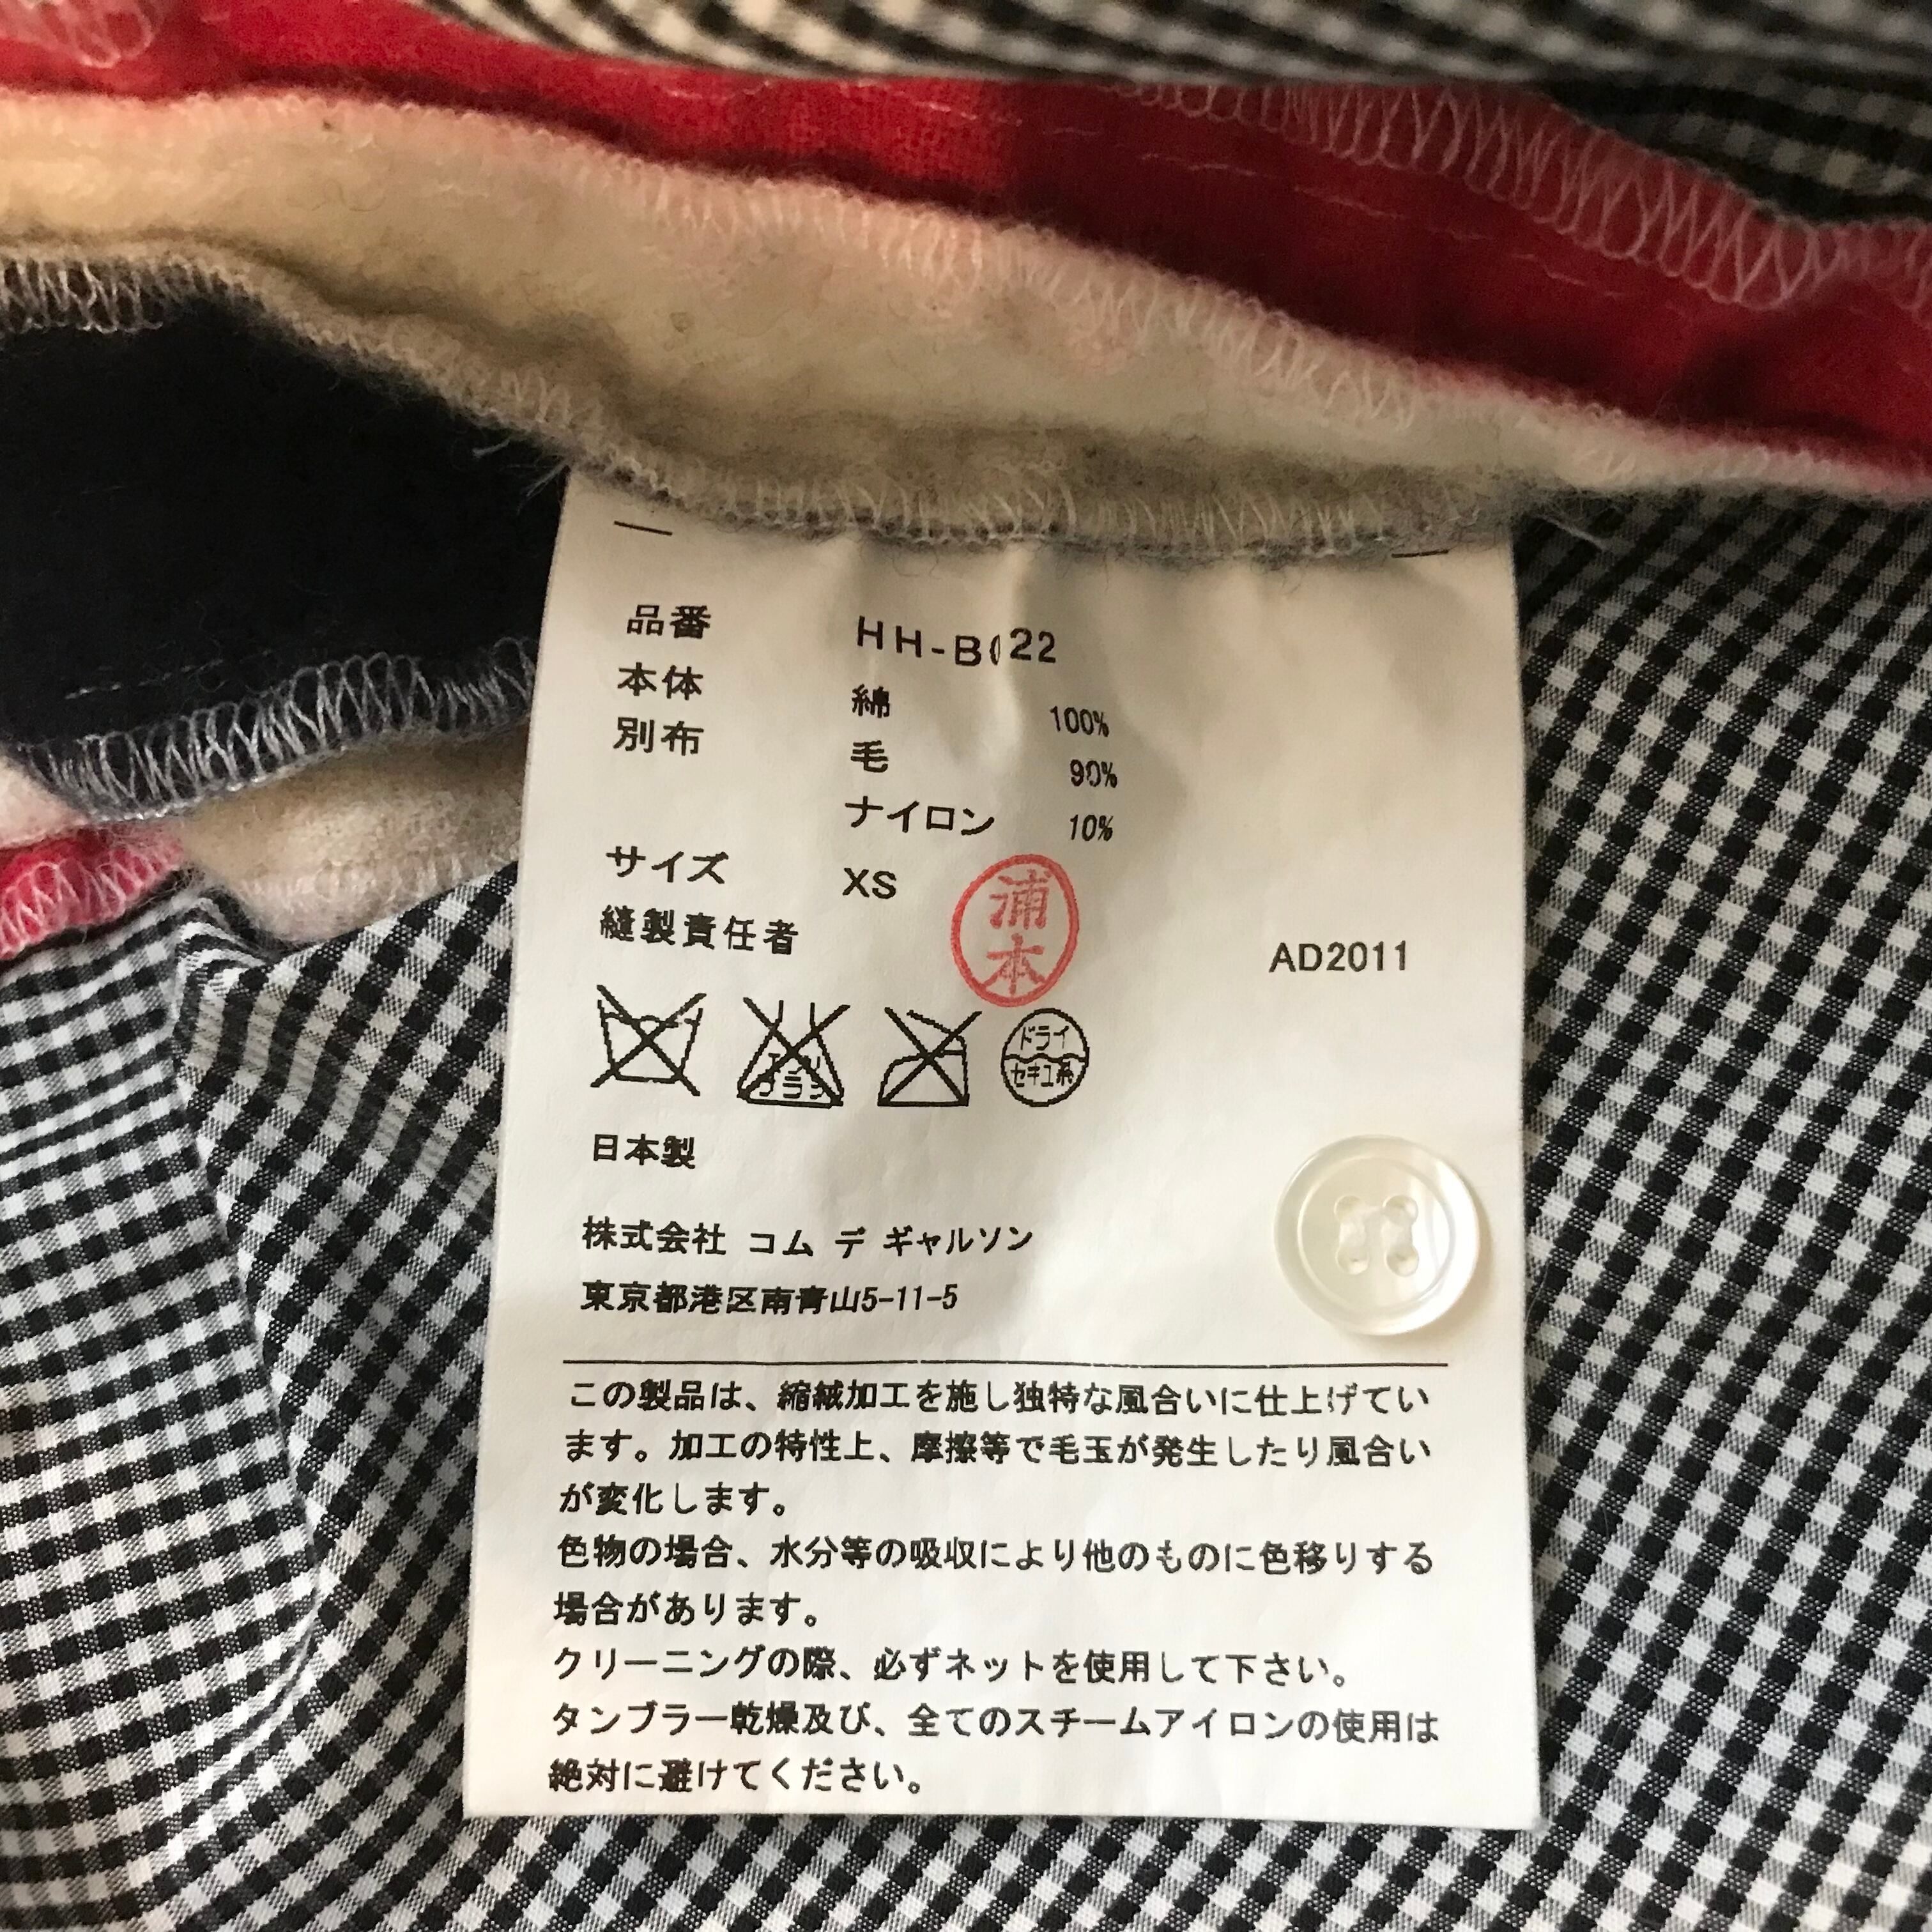 品番 HH-B022
本体 綿 100%
別布 毛 90%
ナイロン 10%
サイズ XS
縫製責任者 浦本
AD2011
エンソ
ブラシ
ドライ
セキユ系
日本製
株式会社 コム デ ギャルソン
東京都港区南青山5-11-5
この製品は、縮絨加工を施し独特な風合いに仕上げてい
ます。加工の特性上、摩擦等で毛玉が発生したり風合い
が変化します。
色物の場合、水分等の吸収により他のものに色移りする
場合があります。
クリーニングの際、必ずネットを使用して下さい。
タンブラー乾燥及び、全てのスチームアイロンの使用は
絶対に避けてください。